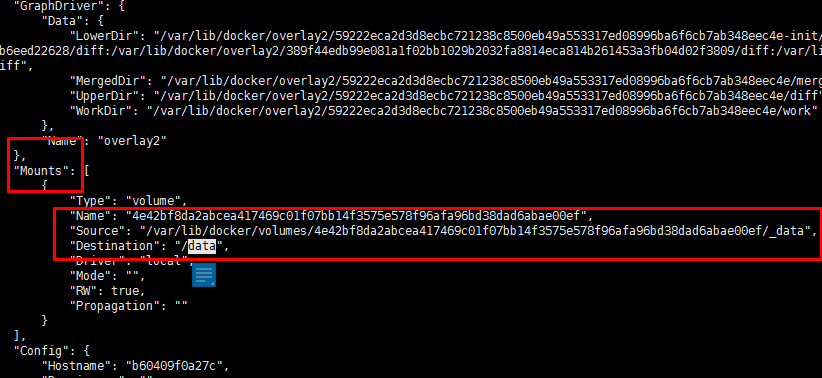 "GraphDriver": {
"Data": {
"LowerDir": "/var/lib/docker/overlay2/59222eca2d3d8ecbc721238c8500eb49a553317ed08996ba6f6cb7ab348eec4e-init/
b6eed22628/diff:/var/lib/docker/overlay2/389f44edb99e081a1f02bb1029b2032fa8814eca814b261453a3fb04d02f3809/diff:/var/li
iff",
"MergedDir": "/var/lib/docker/overlay2/59222eca2d3d8ecbc721238c8500eb49a553317ed08996ba6f6cb7ab348eec4e/merg
"UpperDir": "/var/lib/docker/overlay2/59222eca2d3d8ecbc721238c8500eb49a553317ed08996ba6f6cb7ab348eec4e/diff"
"WorkDir": "/var/lib/docker/overlay2/59222eca2d3d8ecbc721238c8500eb49a553317ed08996ba6f6cb7ab348eec4e/work"
},
"Name": "overlay2"
},
"Mounts": [
{
"Type": "volume",
"Name": "4e42bf8da2abcea417469c01f07bb14f3575e578f96afa96bd38dad6abae00ef",
"Source": "/var/lib/docker/volumes/4e42bf8da2abcea417469c01f07bb14f3575e578f96afa96bd38dad6abae00ef/_data",
"Destination": "/data",
"Driver": "local",
"Mode": "",
"RW": true,
"Propagation": ""
}
],
"Config": {
"Hostname": "b60409f0a27c",